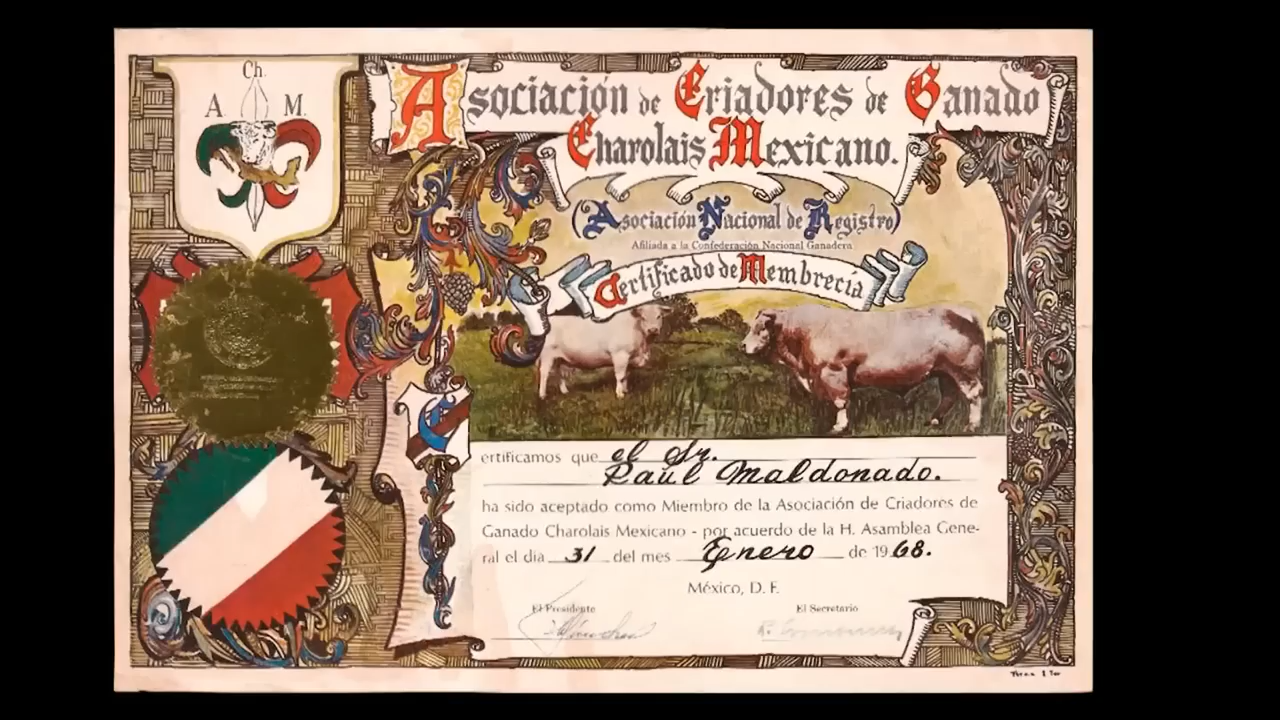 Ch.
A M
Asociación de Criadores de Ganado
Charolais Mexicano.
(Asociación Nacional de Registro)
Afiliada a la Confederación Nacional Ganadera
Certificado de Membrecía
Certificamos que el Sr.
Raúl Maldonado.
ha sido aceptado como Miembro de la Asociación de Criadores de
Ganado Charolais Mexicano - por acuerdo de la H. Asamblea Gene-
ral el día 31 del mes Enero de 1968.
México, D. F.
El Presidente El Secretario